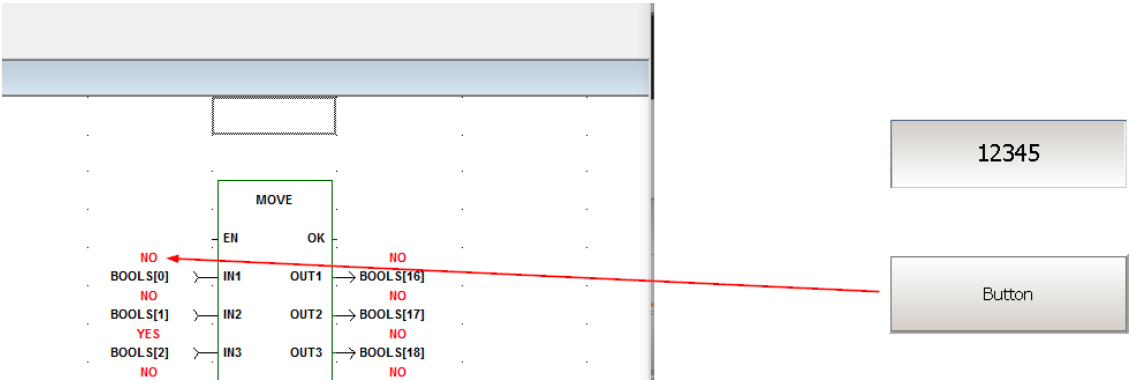 12345
MOVE
EN OK
NO NO
BOOLS[0] IN1 OUT1 BOOLS[16]
NO NO
Button
BOOLS[1] IN2 OUT2 BOOLS[17]
YES NO
BOOLS[2] IN3 OUT3 BOOLS[18]
NO NO